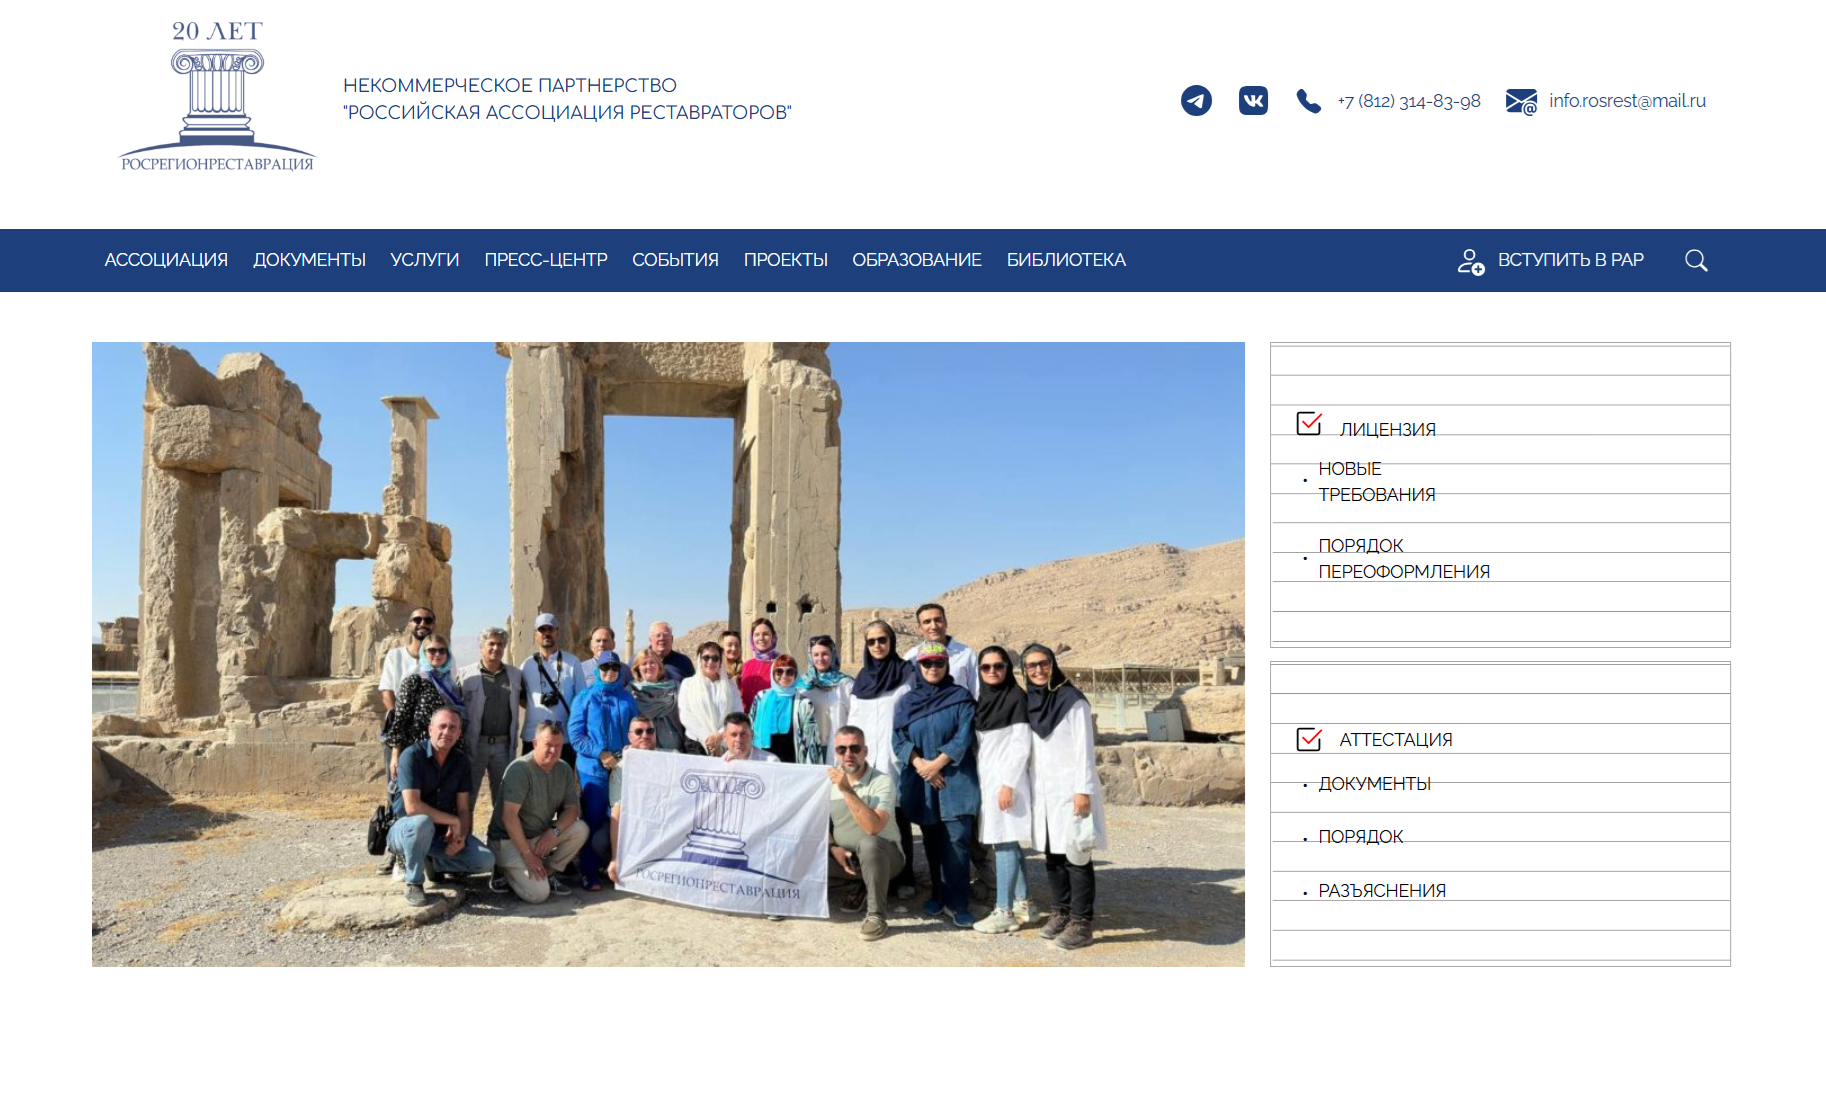 20 ЛЕТ
РОСРЕГИОНРЕСТАВРАЦИЯ
НЕКОММЕРЧЕСКОЕ ПАРТНЕРСТВО
"РОССИЙСКАЯ АССОЦИАЦИЯ РЕСТАВРАТОРОВ"
+7 (812) 314-83-98
info.rosrest@mail.ru
АССОЦИАЦИЯ ДОКУМЕНТЫ УСЛУГИ ПРЕСС-ЦЕНТР СОБЫТИЯ ПРОЕКТЫ ОБРАЗОВАНИЕ БИБЛИОТЕКА ВСТУПИТЬ В РАР
РОСРЕГИОНРЕСТАВРАЦИЯ
ЛИЦЕНЗИЯ
• НОВЫЕ
ТРЕБОВАНИЯ
• ПОРЯДОК
ПЕРЕОФОРМЛЕНИЯ
АТТЕСТАЦИЯ
• ДОКУМЕНТЫ
• ПОРЯДОК
• РАЗЪЯСНЕНИЯ